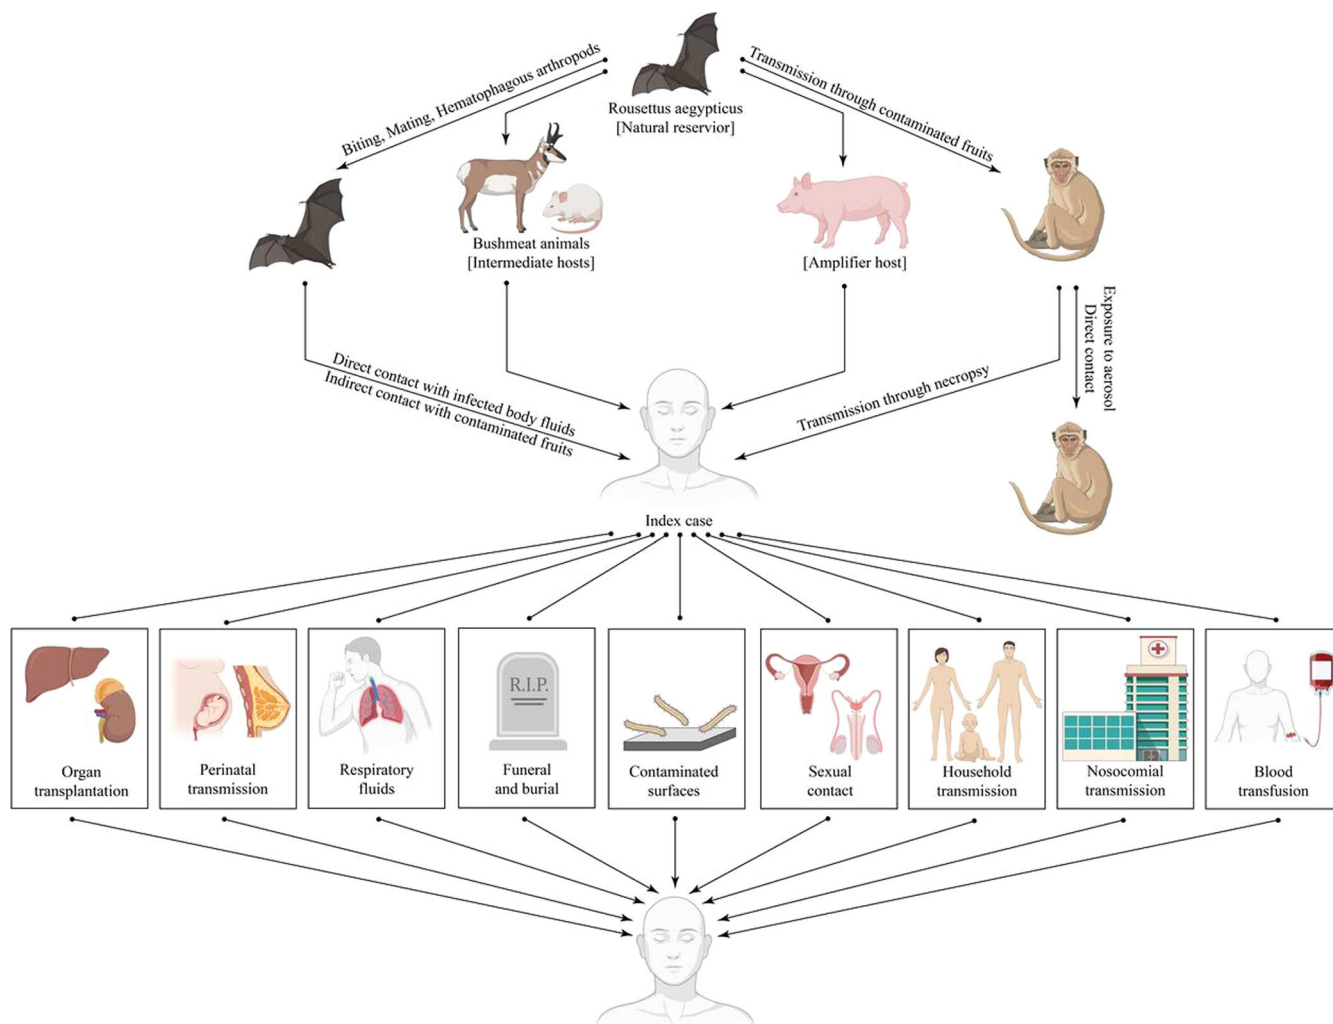 Biting, Mating, Hematophagous arthropods
Rousettus aegypticus
[Natural reservior]
Transmission through contaminated fruits
Bushmeat animals
[Intermediate hosts]
[Amplifier host]
Direct contact with infected body fluids
Indirect contact with contaminated fruits
Transmission through necropsy
Exposure to aerosol
Direct contact
Index case
Organ
transplantation
Perinatal
transmission
Respiratory
fluids
R.I.P.
Funeral
and burial
Contaminated
surfaces
Sexual
contact
Household
transmission
Nosocomial
transmission
Blood
transfusion